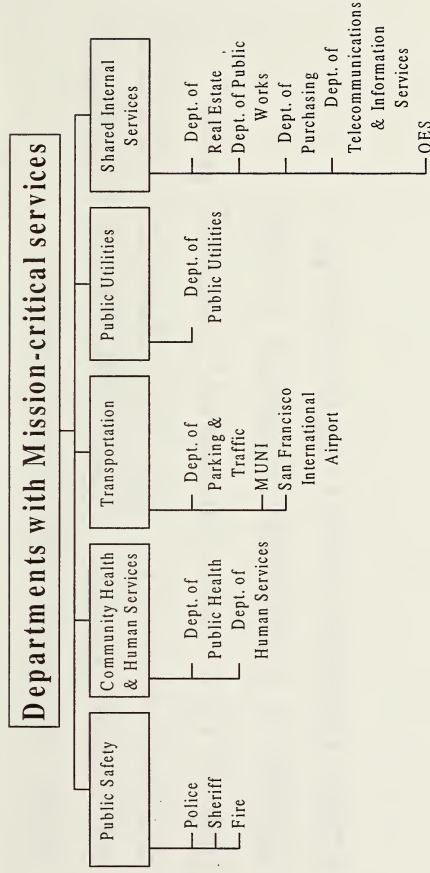 Departments with Mission-critical services
Public Safety
Police
Sheriff
Fire
Community Health
& Human Services
Dept. of
Public Health
Dept. of
Human Services
Transportation
Dept. of
Parking &
Traffic
MUNI
San Francisco
International
Airport
Public Utilities
Dept. of
Public Utilities
Shared Internal
Services
Dept. of
Real Estate
Dept. of Public
Works
Dept. of
Purchasing
Dept. of
Telecommunications
& Information
Services
OES